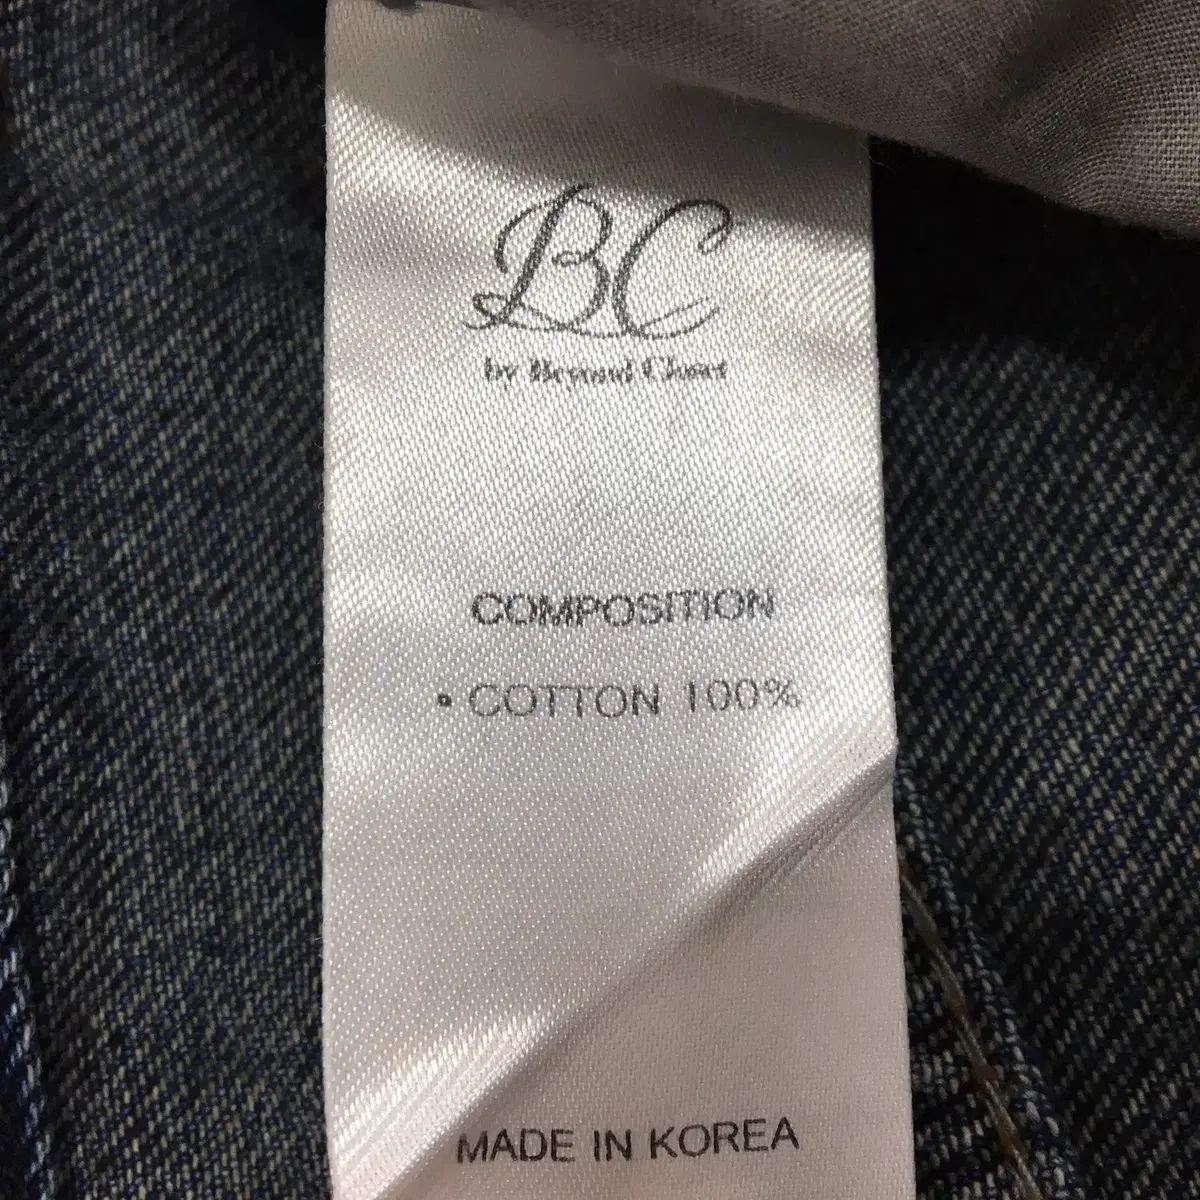 BC
by Beyond Closet
COMPOSITION
• COTTON 100%
MADE IN KOREA